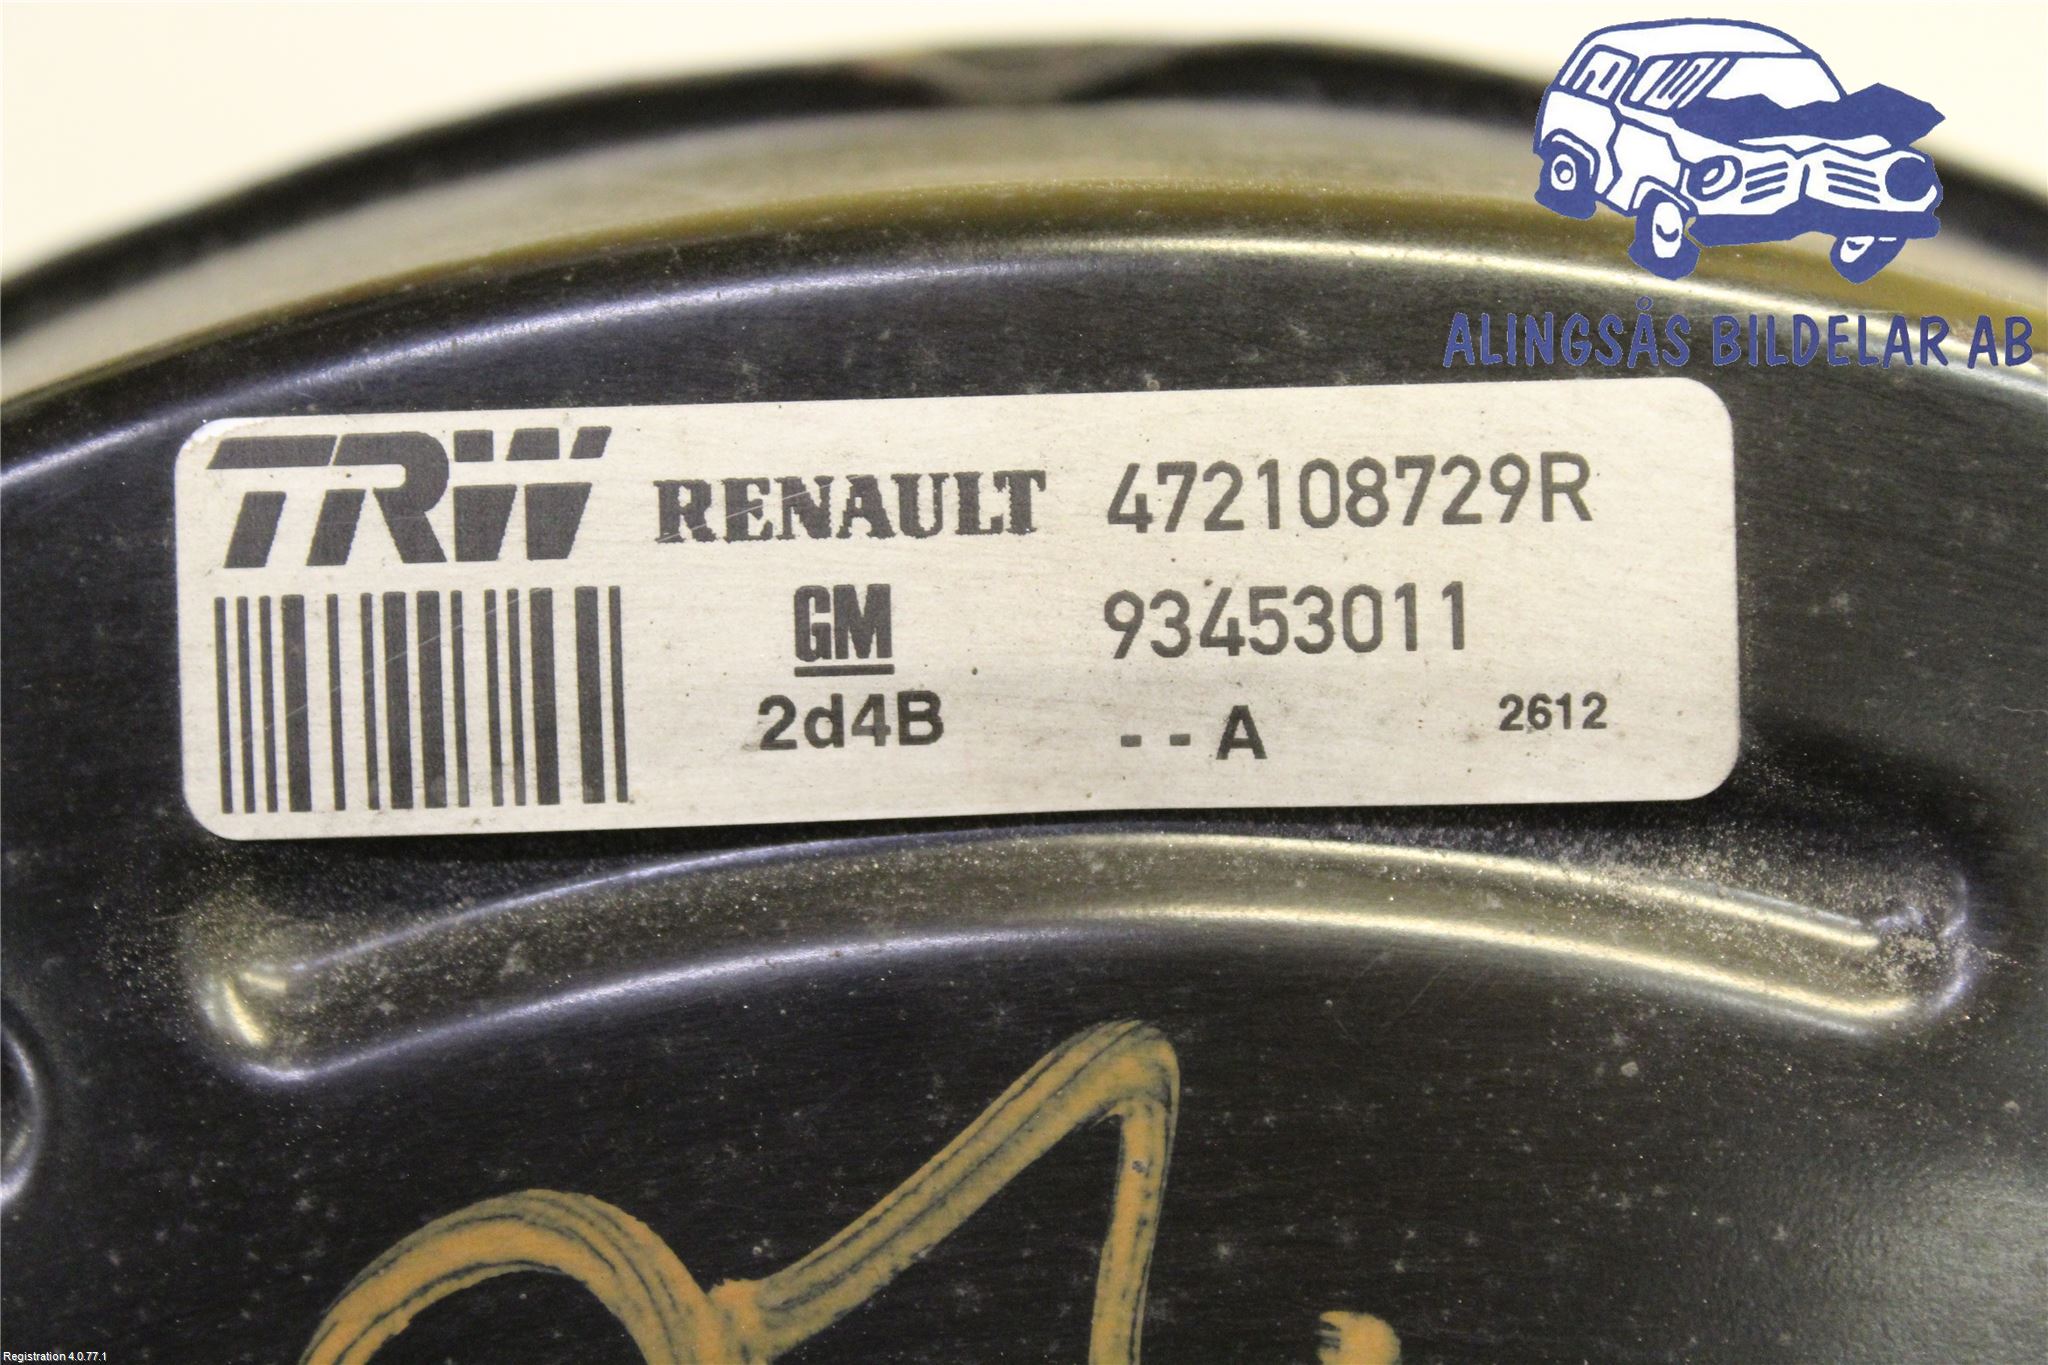 ALINGSÅS BILDELAR AB
TRW RENAULT 472108729R
GM 93453011
2d4B --A 2612
Registration 4.0.77.1